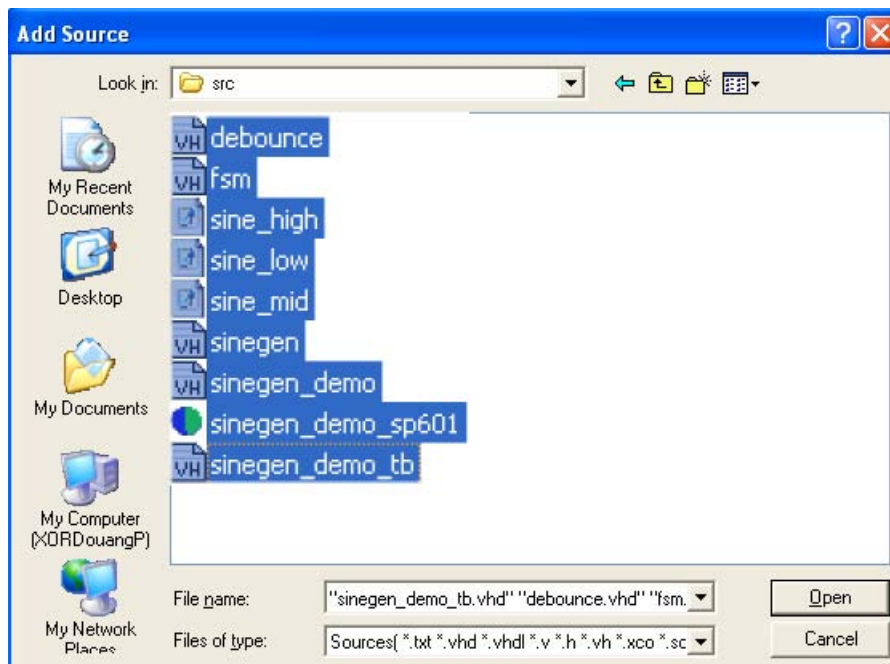 Add Source
Look in: src
My Recent
Documents
Desktop
My Documents
My Computer
(XORDouangP)
My Network
Places
debounce
fsm
sine_high
sine_low
sine_mid
sinegen
sinegen_demo
sinegen_demo_sp601
sinegen_demo_tb
File name: "sinegen_demo_tb.vhd" "debounce.vhd" "fsm. Open
Files of type: Sources( *.txt *.vhd *.vhdl *.v *.h *.vh *.xco *.sc Cancel